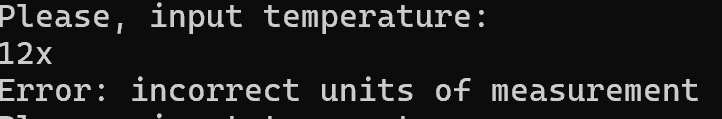 Please, input temperature:
12x
Error: incorrect units of measurement